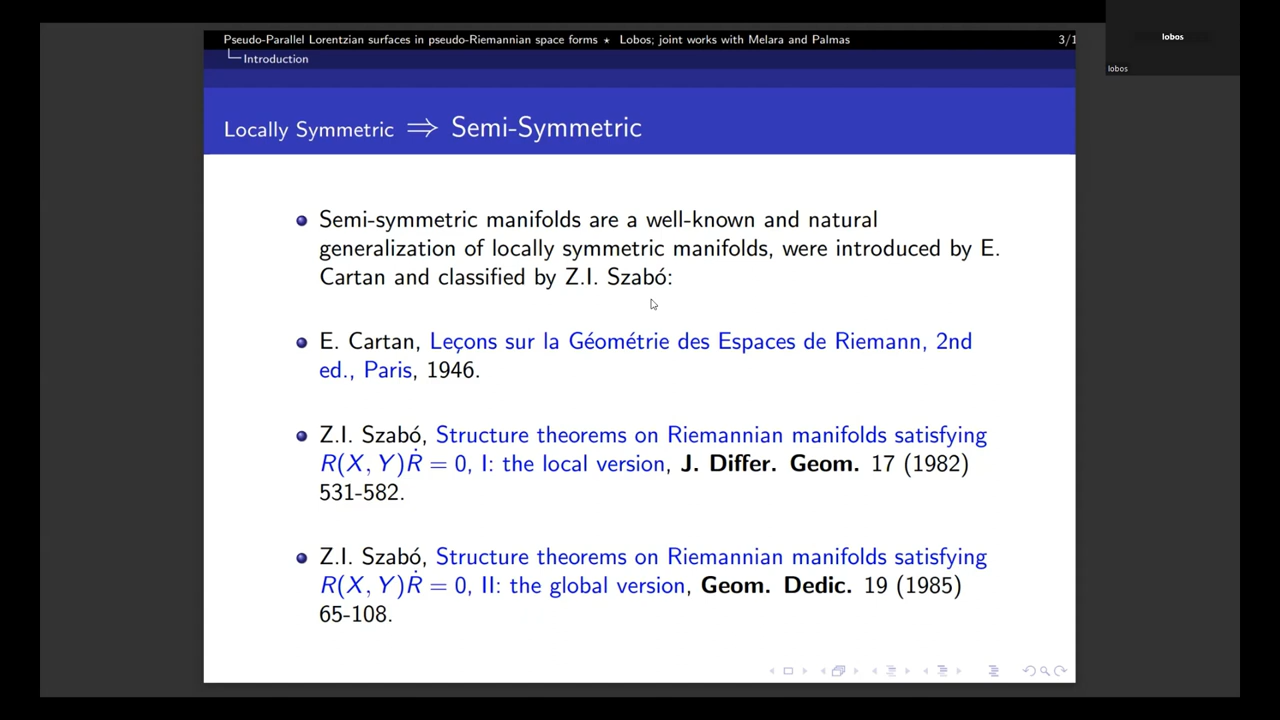 Pseudo-Parallel Lorentzian surfaces in pseudo-Riemannian space forms ⋆ Lobos; joint works with Melara and Palmas 3/1
Introduction
Locally Symmetric ⇒ Semi-Symmetric
Semi-symmetric manifolds are a well-known and natural
generalization of locally symmetric manifolds, were introduced by E.
Cartan and classified by Z.I. Szabó:
E. Cartan, Leçons sur la Géométrie des Espaces de Riemann, 2nd
ed., Paris, 1946.
Z.I. Szabó, Structure theorems on Riemannian manifolds satisfying
R(X, Y)Ṙ = 0, I: the local version, J. Differ. Geom. 17 (1982)
531-582.
Z.I. Szabó, Structure theorems on Riemannian manifolds satisfying
R(X, Y)Ṙ = 0, II: the global version, Geom. Dedic. 19 (1985)
65-108.
lobos
lobos